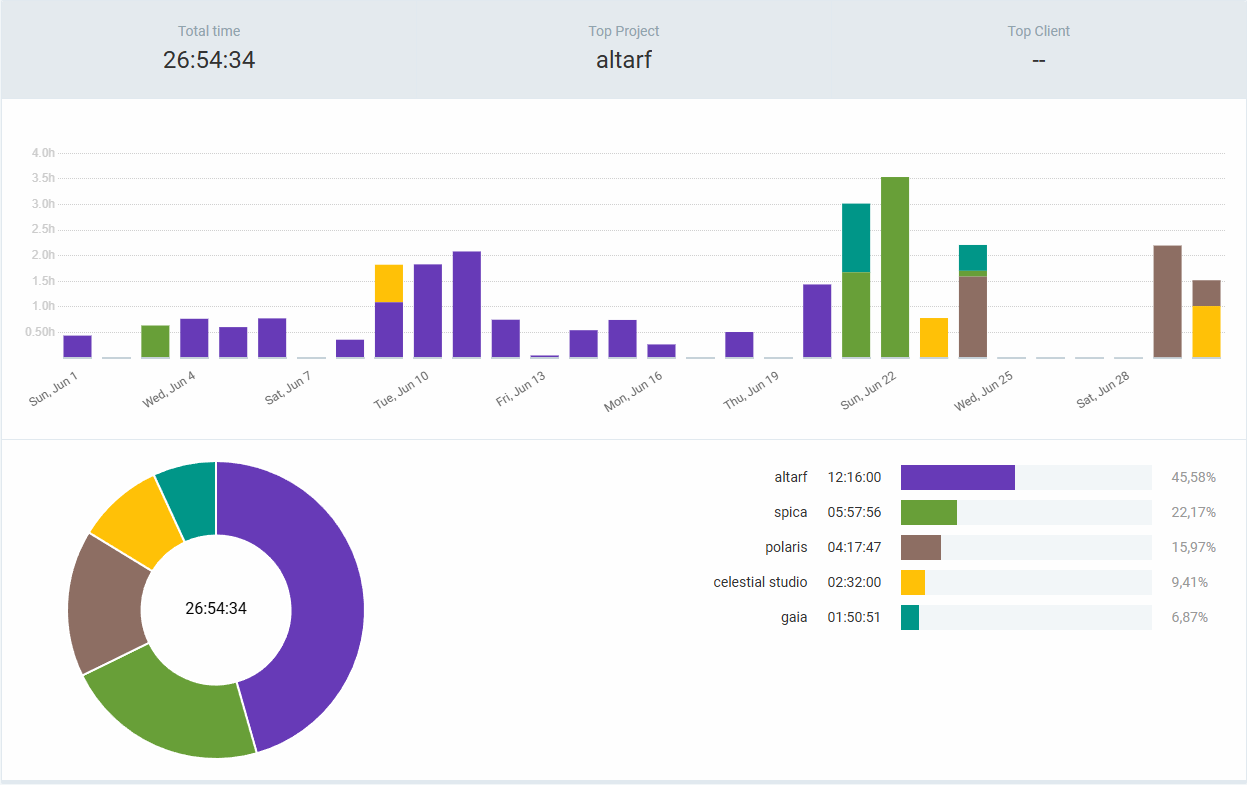 Total time
Top Project
Top Client
26:54:34
altarf
--
4.0h
3.5h
3.0h
2.5h
2.0h
1.5h
1.0h
0.50h
Sun, Jun 1
Wed, Jun 4
Sat, Jun 7
Tue, Jun 10
Fri, Jun 13
Mon, Jun 16
Thu, Jun 19
Sun, Jun 22
Wed, Jun 25
Sat, Jun 28
26:54:34
altarf 12:16:00 45,58%
spica 05:57:56 22,17%
polaris 04:17:47 15,97%
celestial studio 02:32:00 9,41%
gaia 01:50:51 6,87%